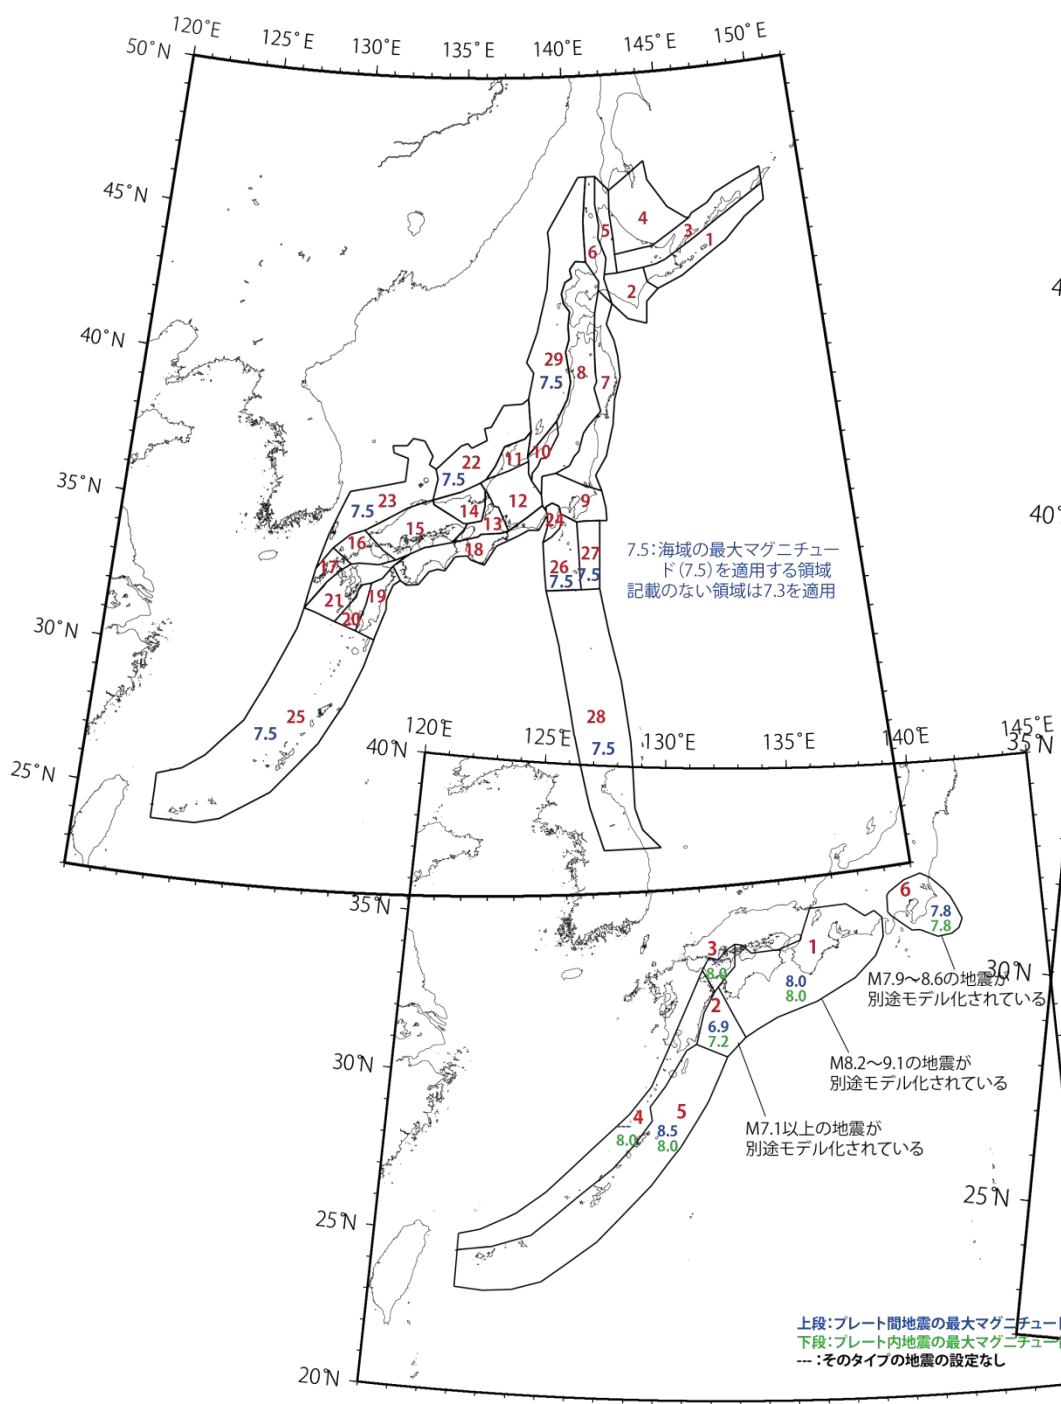 120°E
125°E
130°E
135°E
140°E
145°E
150°E
50°N
45°N
40°N
35°N
30°N
25°N
4
5
3
1
6
2
29
7.5
8
7
10
11
22
7.5
12
9
23
7.5
14
13
24
15
16
18
17
26
7.5
27
7.5
21
19
20
25
7.5
28
7.5
7.5：海域の最大マグニチュー
ド（7.5）を適用する領域
記載のない領域は7.3を適用
40°
120°E
125°E
130°E
135°E
140°E
145°E
40°N
35°N
30°N
25°N
20°N
35°N
30°N
25°N
6
7.8
7.8
1
8.0
8.0
3
8.0
2
6.9
7.2
4
---
8.0
5
8.5
8.0
M7.9～8.6の地震が
別途モデル化されている
M8.2～9.1の地震が
別途モデル化されている
M7.1以上の地震が
別途モデル化されている
上段：プレート間地震の最大マグニチュード
下段：プレート内地震の最大マグニチュード
---：そのタイプの地震の設定なし